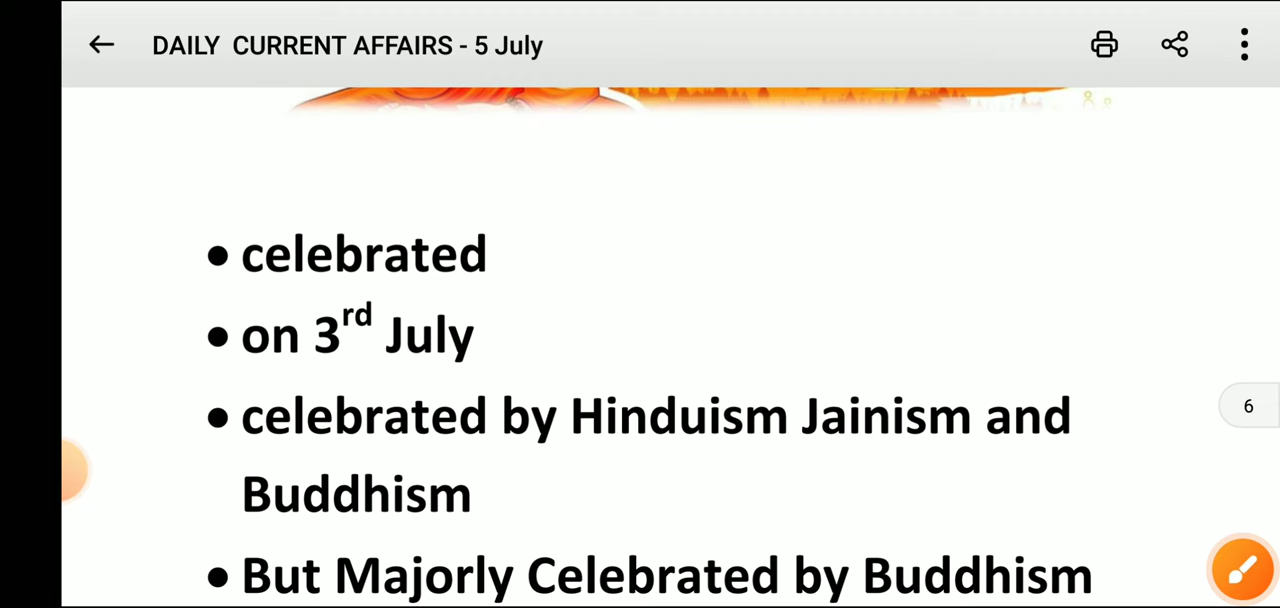 DAILY CURRENT AFFAIRS - 5 July
• celebrated
• on 3rd July
• celebrated by Hinduism Jainism and
Buddhism
6
• But Majorly Celebrated by Buddhism